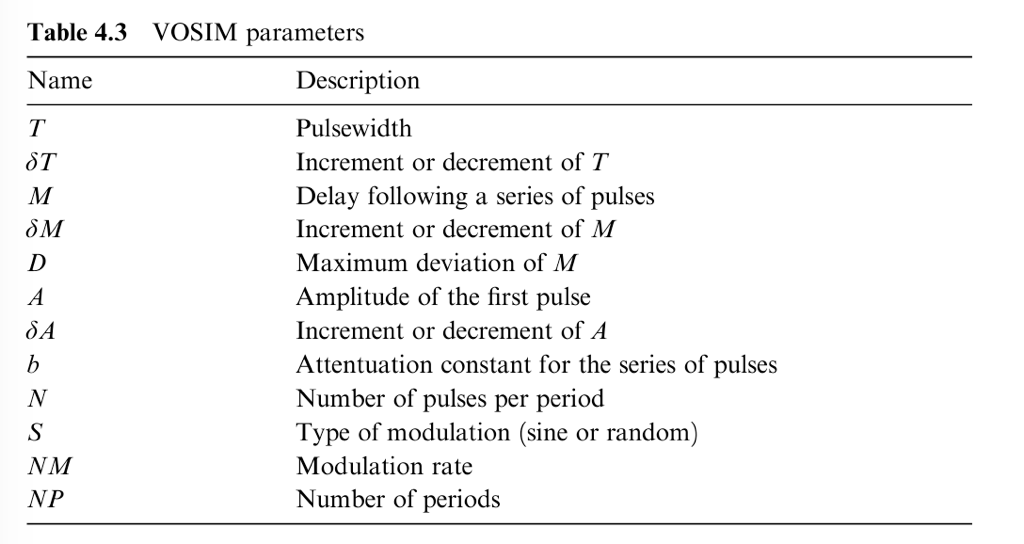 Table 4.3 VOSIM parameters
Name Description
T Pulsewidth
δT Increment or decrement of T
M Delay following a series of pulses
δM Increment or decrement of M
D Maximum deviation of M
A Amplitude of the first pulse
δA Increment or decrement of A
b Attentuation constant for the series of pulses
N Number of pulses per period
S Type of modulation (sine or random)
NM Modulation rate
NP Number of periods